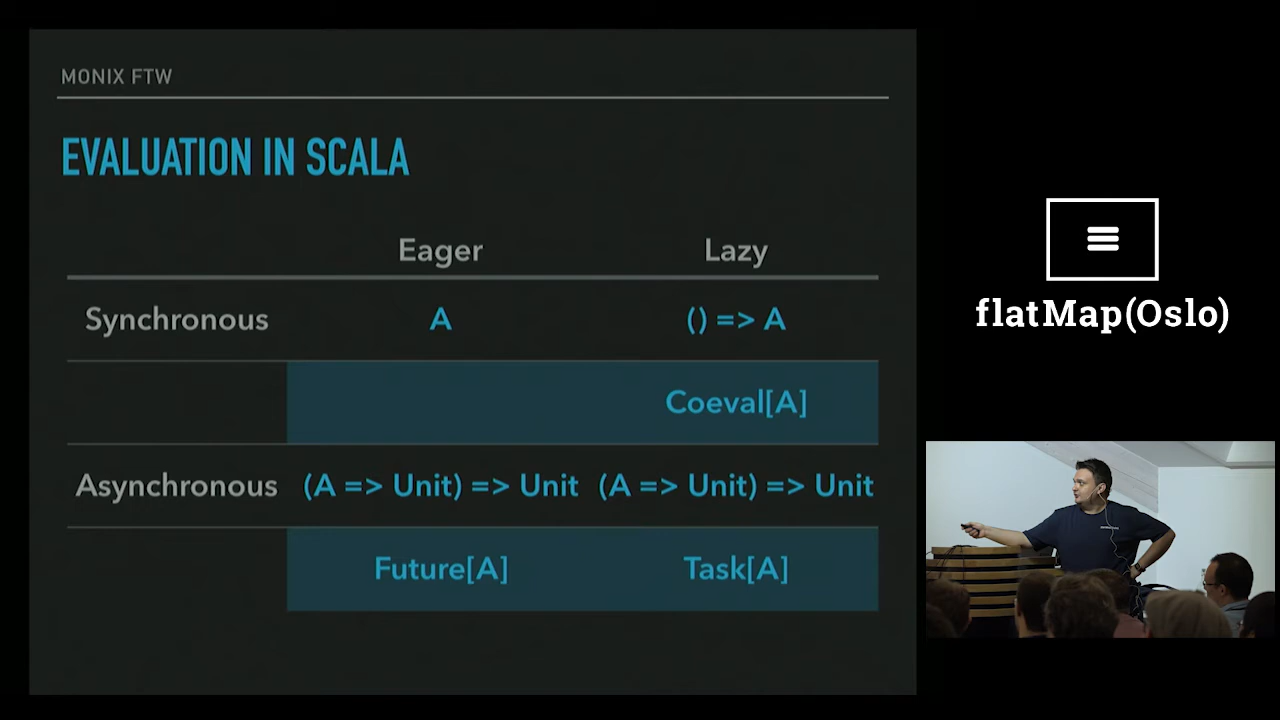 MONIX FTW
EVALUATION IN SCALA
Eager Lazy
Synchronous A () => A
Coeval[A]
Asynchronous (A => Unit) => Unit (A => Unit) => Unit
Future[A] Task[A]
flatMap(Oslo)